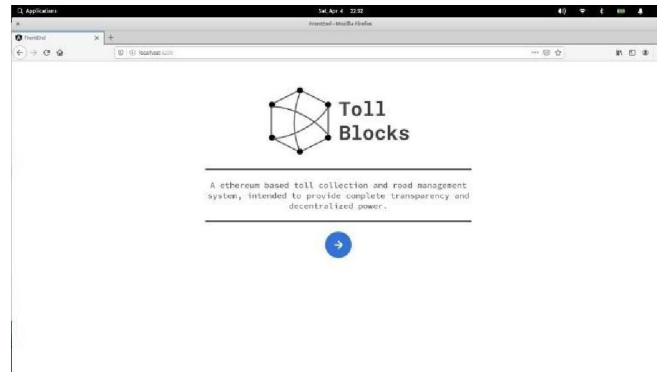 Applications
Sat, Apr 4 22:32
FrontEnd - Mozilla Firefox
FrontEnd
localhost:4200
Toll
Blocks
A ethereum based toll collection and road management
system, intended to provide complete transparency and
decentralized power.